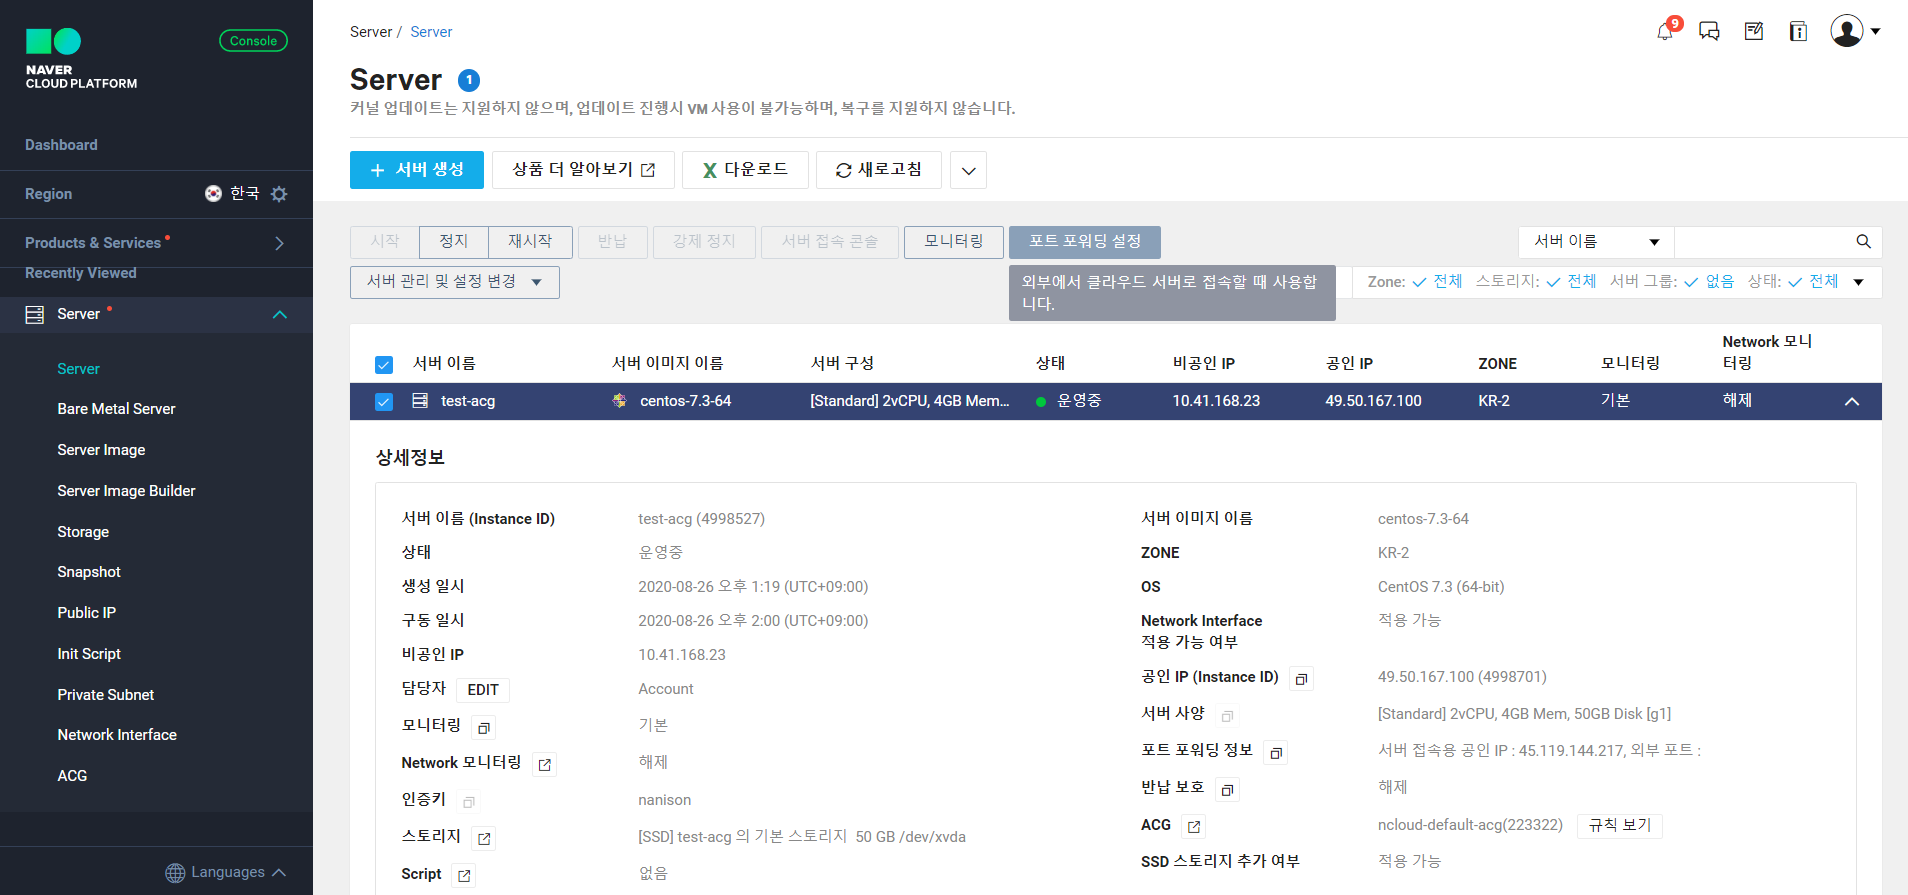 NAVER
CLOUD PLATFORM
Console
Dashboard
Region 한국
Products & Services
Recently Viewed
Server
Server
Bare Metal Server
Server Image
Server Image Builder
Storage
Snapshot
Public IP
Init Script
Private Subnet
Network Interface
ACG
Languages
Server / Server
9
Server 1
커널 업데이트는 지원하지 않으며, 업데이트 진행시 VM 사용이 불가능하며, 복구를 지원하지 않습니다.
+ 서버 생성 상품 더 알아보기 X 다운로드 새로고침
시작 정지 재시작 반납 강제 정지 서버 접속 콘솔 모니터링 포트 포워딩 설정 서버 이름
서버 관리 및 설정 변경
외부에서 클라우드 서버로 접속할 때 사용합
니다.
Zone: 전체 스토리지: 전체 서버 그룹: 없음 상태: 전체
서버 이름 서버 이미지 이름 서버 구성 상태 비공인 IP 공인 IP ZONE 모니터링 Network 모니
터링
test-acg centos-7.3-64 [Standard] 2vCPU, 4GB Mem... 운영중 10.41.168.23 49.50.167.100 KR-2 기본 해제
상세정보
서버 이름 (Instance ID) test-acg (4998527)
상태 운영중
생성 일시 2020-08-26 오후 1:19 (UTC+09:00)
구동 일시 2020-08-26 오후 2:00 (UTC+09:00)
비공인 IP 10.41.168.23
담당자 EDIT Account
모니터링 기본
Network 모니터링 해제
인증키 nanison
스토리지 [SSD] test-acg 의 기본 스토리지 50 GB /dev/xvda
Script 없음
서버 이미지 이름 centos-7.3-64
ZONE KR-2
OS CentOS 7.3 (64-bit)
Network Interface 적용 가능
적용 가능 여부
공인 IP (Instance ID) 49.50.167.100 (4998701)
서버 사양 [Standard] 2vCPU, 4GB Mem, 50GB Disk [g1]
포트 포워딩 정보 서버 접속용 공인 IP : 45.119.144.217, 외부 포트 :
반납 보호 해제
ACG ncloud-default-acg(223322) 규칙 보기
SSD 스토리지 추가 여부 적용 가능